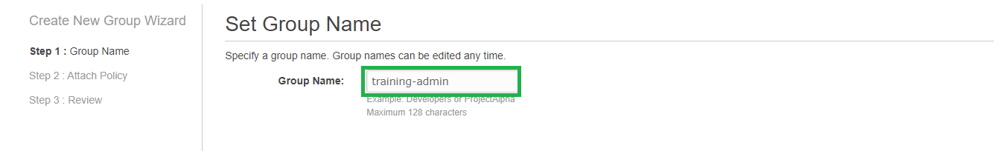 Create New Group Wizard
Step 1 : Group Name
Step 2 : Attach Policy
Step 3 : Review
Set Group Name
Specify a group name. Group names can be edited any time.
Group Name: training-admin
Example: Developers or ProjectAlpha
Maximum 128 characters